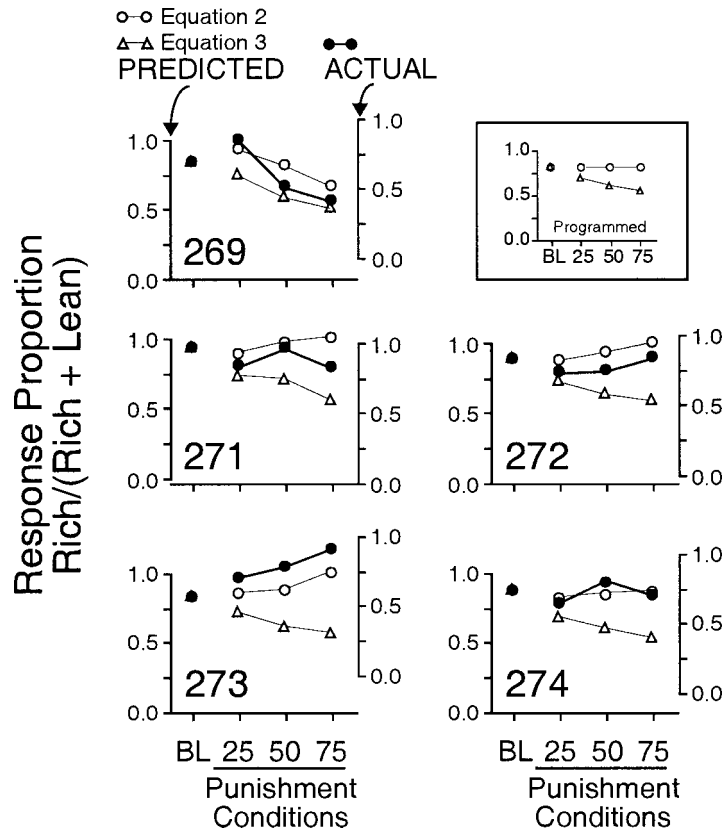 Equation 2
Equation 3
PREDICTED ACTUAL
Response Proportion
Rich/(Rich + Lean)
1.0
0.5
0.0
1.0
0.5
0.0
269
1.0
0.5
0.0
Programmed
BL 25 50 75
1.0
0.5
0.0
1.0
0.5
0.0
271
1.0
0.5
0.0
1.0
0.5
0.0
272
1.0
0.5
0.0
1.0
0.5
0.0
273
1.0
0.5
0.0
1.0
0.5
0.0
274
BL 25 50 75
Punishment
Conditions
BL 25 50 75
Punishment
Conditions